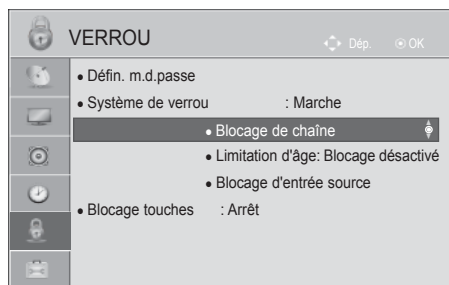 VERROU
Dép. OK
• Défin. m.d.passe
• Système de verrou : Marche
• Blocage de chaîne
• Limitation d'âge: Blocage désactivé
• Blocage d'entrée source
• Blocage touches : Arrêt